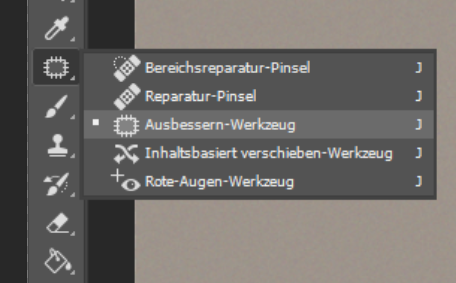 Bereichsreparatur-Pinsel J
Reparatur-Pinsel J
Ausbessern-Werkzeug J
Inhaltsbasiert verschieben-Werkzeug J
Rote-Augen-Werkzeug J